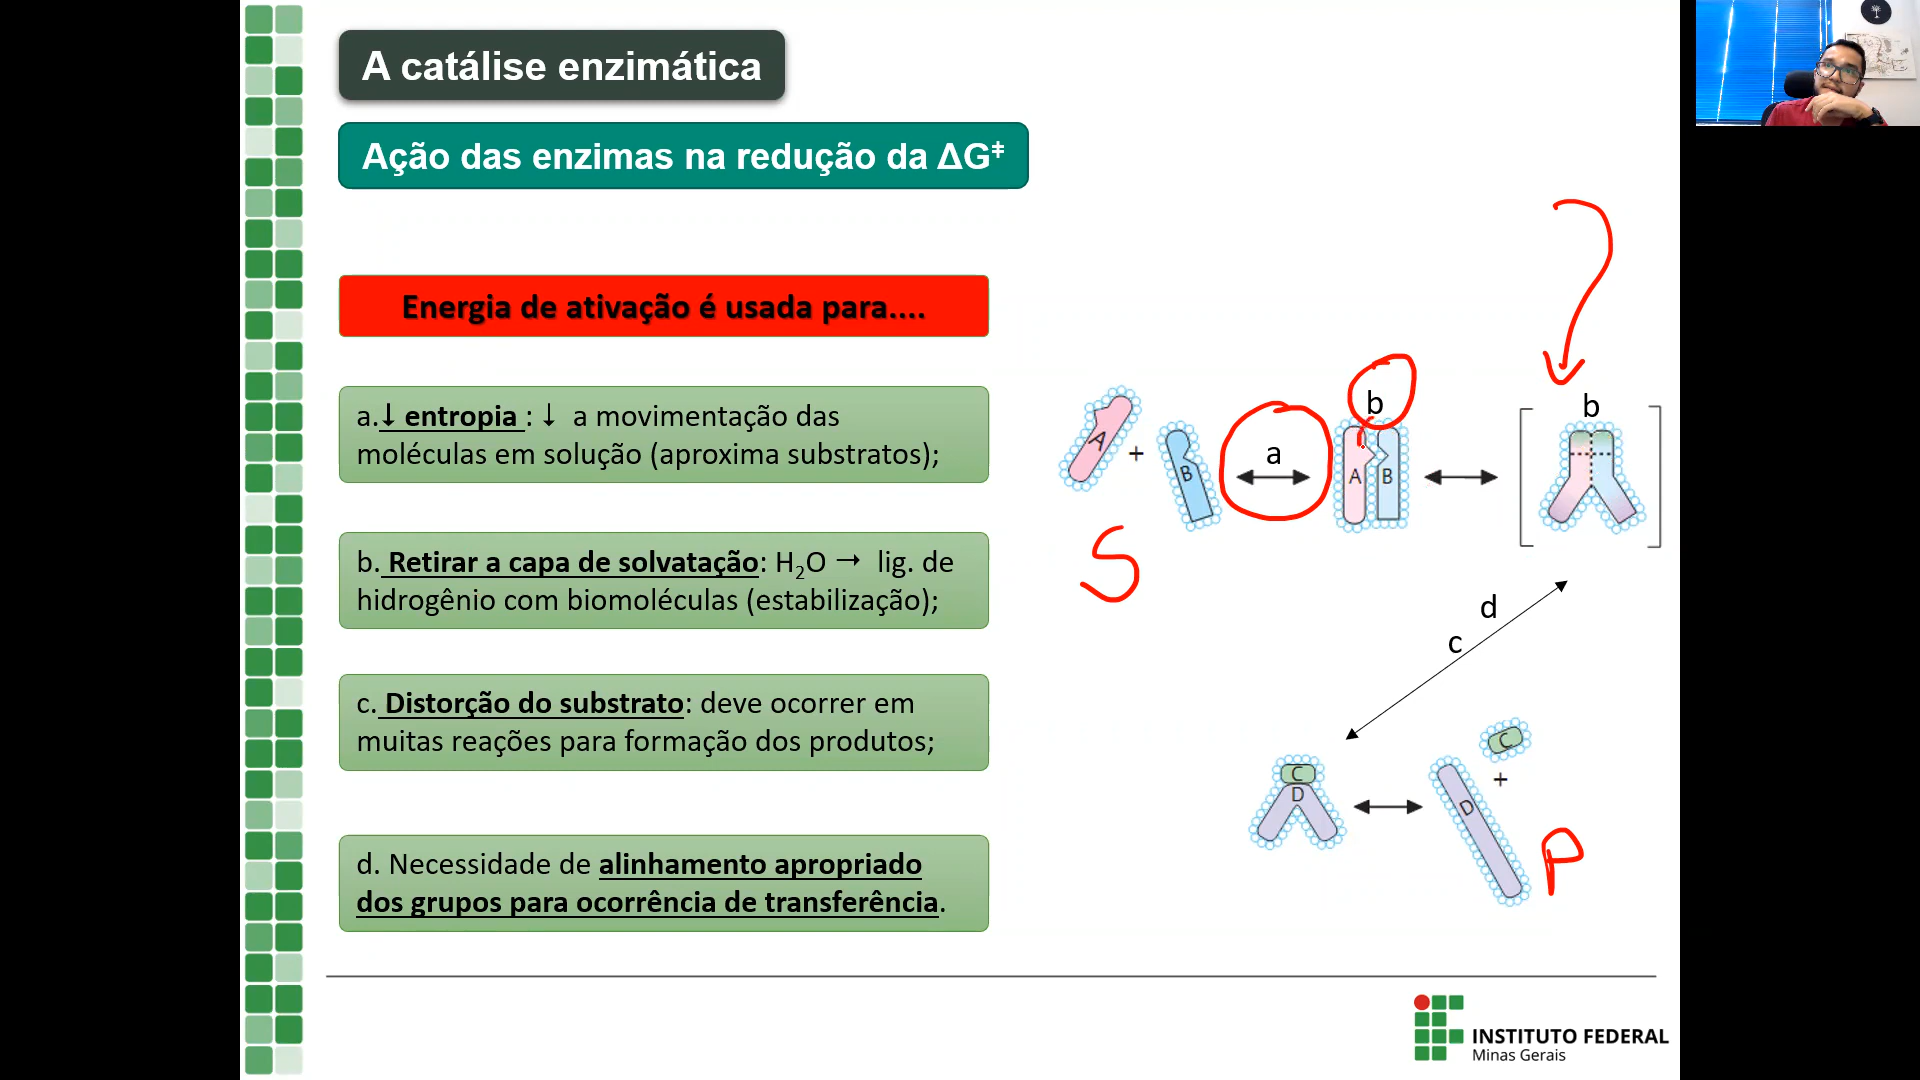 A catálise enzimática
Ação das enzimas na redução da ΔG‡
Energia de ativação é usada para....
a.↓ entropia : ↓ a movimentação das
moléculas em solução (aproxima substratos);
b. Retirar a capa de solvatação: H₂O → lig. de
hidrogênio com biomoléculas (estabilização);
c. Distorção do substrato: deve ocorrer em
muitas reações para formação dos produtos;
d. Necessidade de alinhamento apropriado
dos grupos para ocorrência de transferência.
b
b
a
A
+
B
A B
S
d
c
C
D
C
+
D
P
INSTITUTO FEDERAL
Minas Gerais